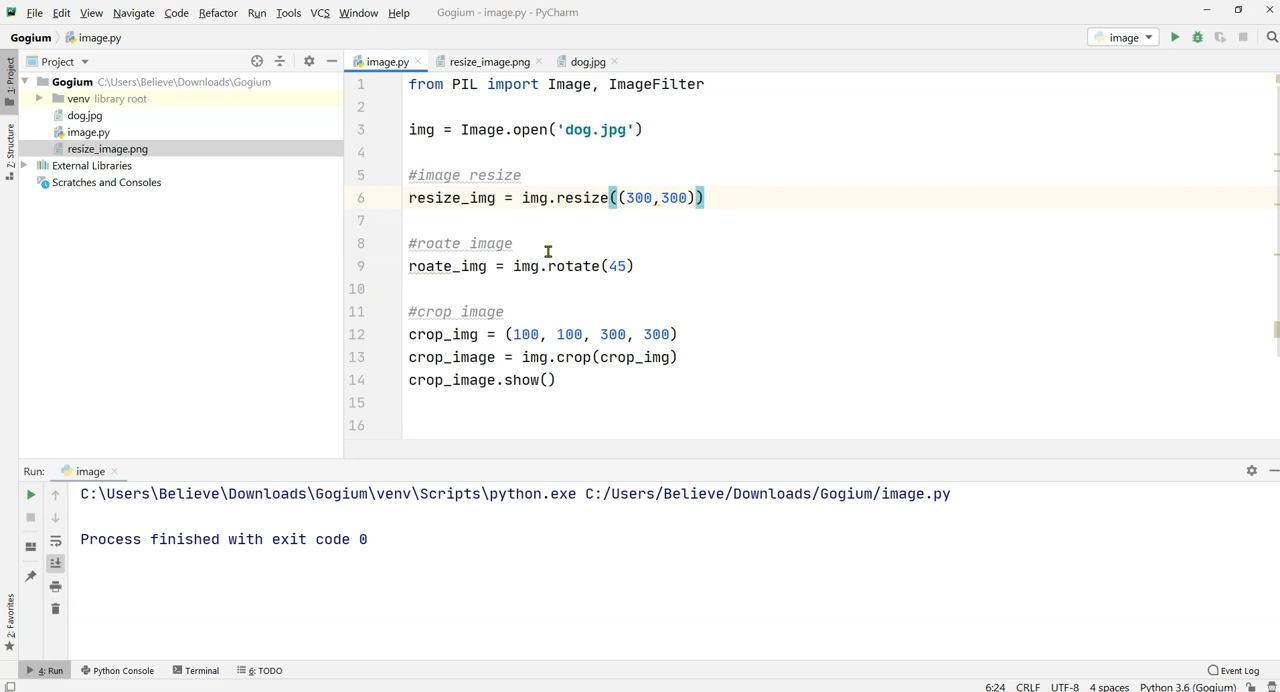 File Edit View Navigate Code Refactor Run Tools VCS Window Help Gogium - image.py - PyCharm
Gogium image.py image
Project
image.py resize_image.png dog.jpg
1: Project
Gogium C:\Users\Believe\Downloads\Gogium
venv library root
dog.jpg
image.py
resize_image.png
External Libraries
Scratches and Consoles
Z: Structure
1 from PIL import Image, ImageFilter
2
3 img = Image.open('dog.jpg')
4
5 #image resize
6 resize_img = img.resize((300,300))
7
8 #roate image
9 roate_img = img.rotate(45)
10
11 #crop image
12 crop_img = (100, 100, 300, 300)
13 crop_image = img.crop(crop_img)
14 crop_image.show()
15
16
Run: image
C:\Users\Believe\Downloads\Gogium\venv\Scripts\python.exe C:/Users/Believe/Downloads/Gogium/image.py
Process finished with exit code 0
2: Favorites
4: Run Python Console Terminal 6: TODO Event Log
6:24 CRLF UTF-8 4 spaces Python 3.6 (Gogium)